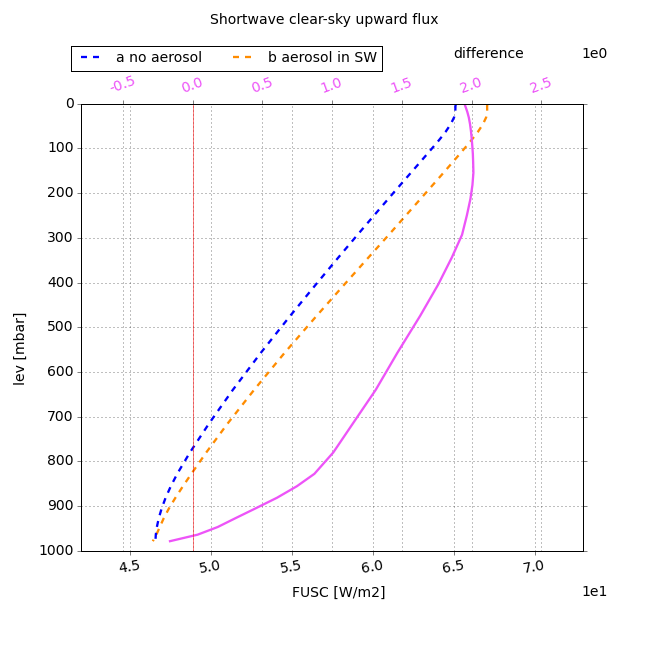 Shortwave clear-sky upward flux
a no aerosol b aerosol in SW difference 1e0
-0.5 0.0 0.5 1.0 1.5 2.0 2.5
0
100
200
300
400
500
600
700
800
900
1000
lev [mbar]
4.5 5.0 5.5 6.0 6.5 7.0
FUSC [W/m2] 1e1